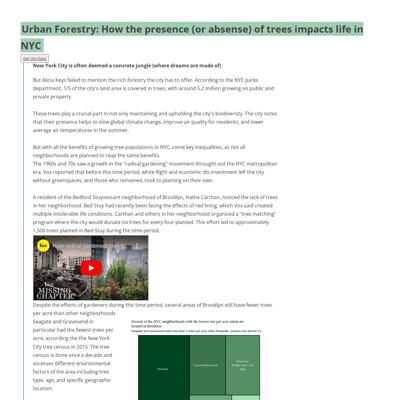 Urban Forestry: How the presence (or absense) of trees impacts life in
NYC
Get the Data
New York City is often deemed a concrete jungle (where dreams are made of)
But Alicia Keys failed to mention the rich forestry the city has to offer. According to the NYC parks
department, 1/5 of the city's land area is covered in trees, with around 5.2 million growing on public and
private property
These trees play a crucial part in not only maintaining and upholding the city's biodiversity. The city notes
that their presence helps to slow global climate change, improve air quality for residents, and lower
average air temperatures in the summer.
But with all the benefits of growing tree populations in NYC, come key inequalities, as not all
neighborhoods are planned to reap the same benefits.
The 1960s and 70s saw a growth in the "radical gardening" movement throughtout out the NYC metropolitan
era. Vox reported that before this time period, white flight and economic dis-investment left the city
without greenspaces, and those who remained, took to planting on their own.
A resident of the Bedford Stuyvessant neighborhood of Brooklyn, Hattie Carthan, noticed the lack of trees
in her neighborhood. Bed Stuy had recently been facing the effects of red lining, which Vox said created
multiple intolerable life conditions. Carthan and others in her neighborhood organized a "tree matching"
program where the city would donate six trees for every four planted. This effort led to approximately
1,500 trees planted in Bed-Stuy during the time period.
Vox
How radical gardeners took b
MISSING
CHAPTER
Despite the efforts of gardeners during this time period, several areas of Brooklyn still have fewer trees
per acre than other neighborhoods
Seagate and Gravesend in
particular had the fewest trees per
acre, according the the New York
City tree census in 2015. The tree
census is done once a decade and
assesses different environmental
factors of the area including tree
type, age, and specific geographic
location.
Several of the NYC neighborhoods with the lowest tree per acre ratios are
located in Brooklyn